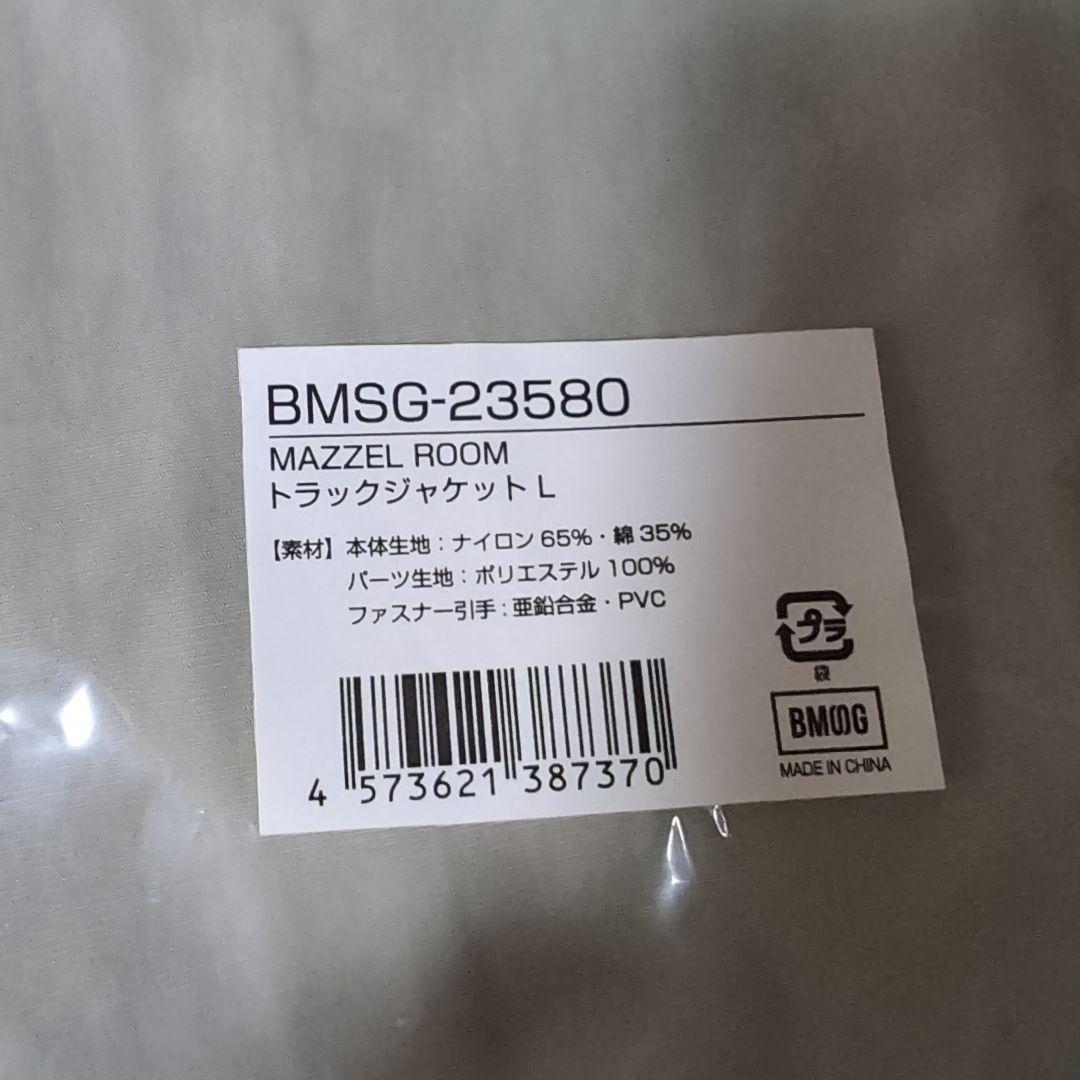 BMSG-23580
MAZZEL ROOM
トラックジャケット L
【素材】本体生地：ナイロン 65%・綿 35%
パーツ生地：ポリエステル 100%
ファスナー引手：亜鉛合金・PVC
プラ
袋
BMSG
MADE IN CHINA
4 573621 387370